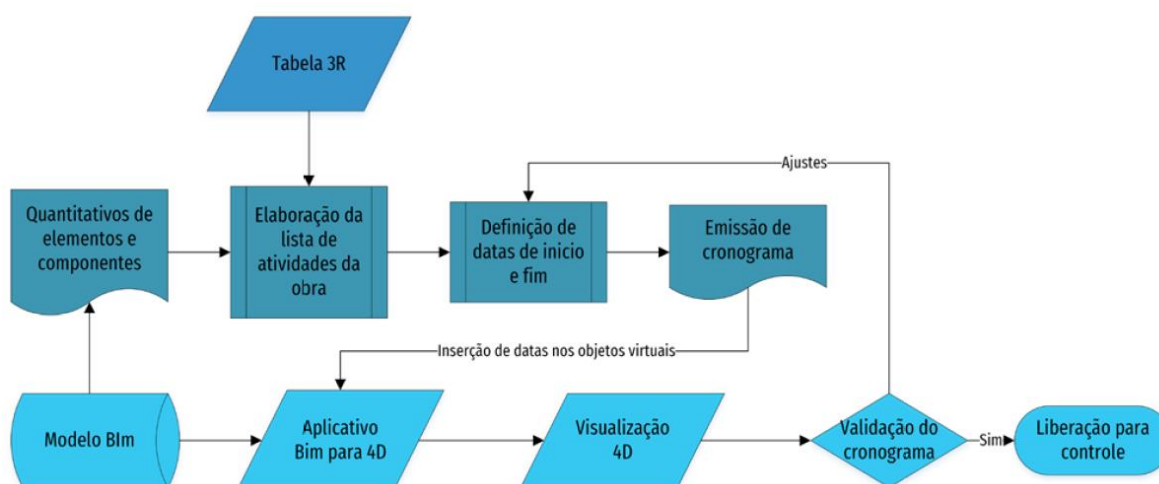 Tabela 3R
Ajustes
Quantitativos de
elementos e
componentes
Elaboração da
lista de
atividades da
obra
Definição de
datas de inicio
e fim
Emissão de
cronograma
Inserção de datas nos objetos virtuais
Modelo BIm
Aplicativo
Bim para 4D
Visualização
4D
Validação do
cronograma
Sim
Liberação para
controle